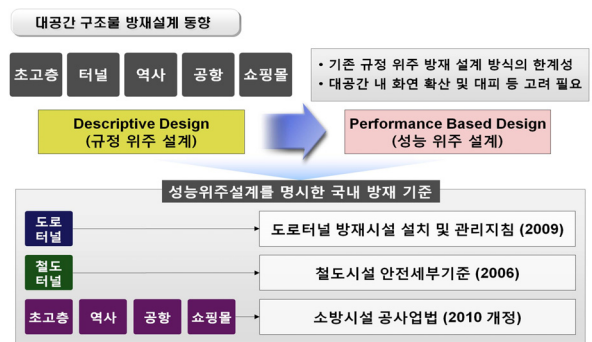 대공간 구조물 방재설계 동향
초고층 터널 역사 공항 쇼핑몰
• 기존 규정 위주 방재 설계 방식의 한계성
• 대공간 내 화연 확산 및 대피 등 고려 필요
Descriptive Design
(규정 위주 설계)
Performance Based Design
(성능 위주 설계)
성능위주설계를 명시한 국내 방재 기준
도로
터널
도로터널 방재시설 설치 및 관리지침 (2009)
철도
터널
철도시설 안전세부기준 (2006)
초고층 역사 공항 쇼핑몰
소방시설 공사업법 (2010 개정)